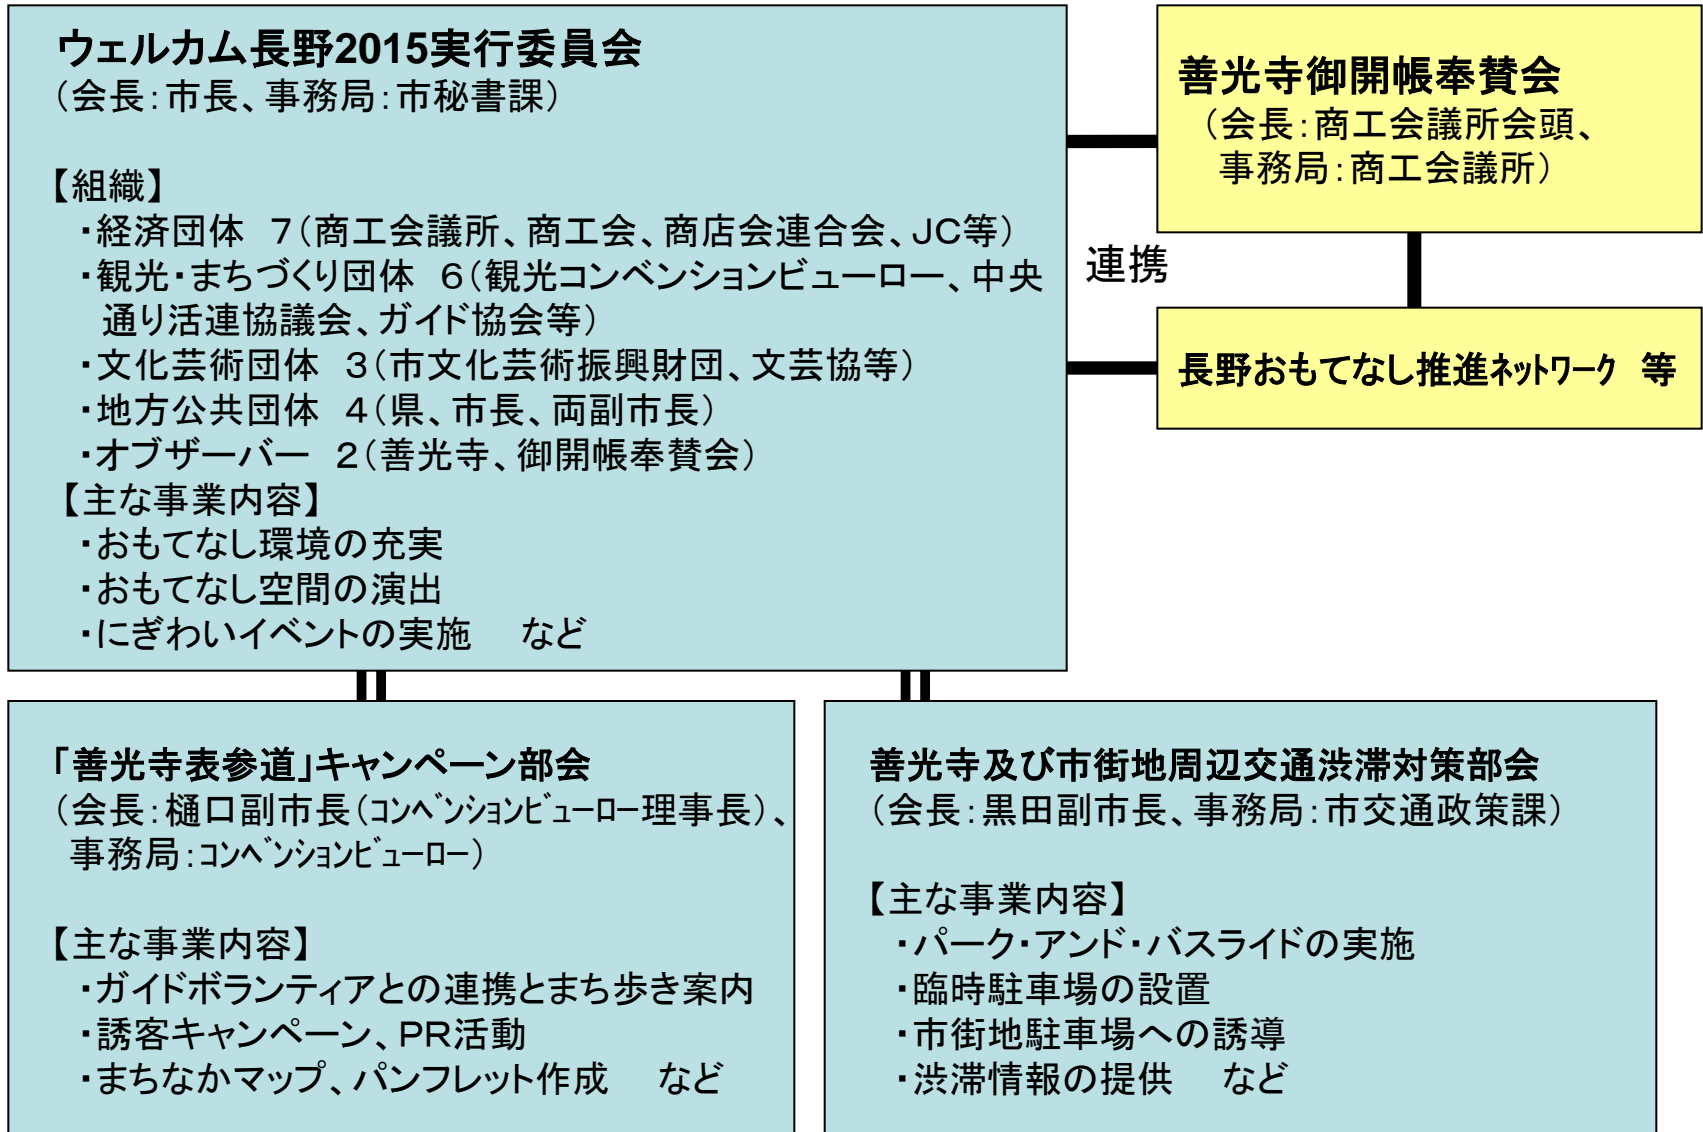 ウェルカム長野2015実行委員会
（会長：市長、事務局：市秘書課）
【組織】
・経済団体　７（商工会議所、商工会、商店会連合会、ＪＣ等）
・観光・まちづくり団体　６（観光コンベンションビューロー、中央
通り活連協議会、ガイド協会等）
・文化芸術団体　３（市文化芸術振興財団、文芸協等）
・地方公共団体　４（県、市長、両副市長）
・オブザーバー　２（善光寺、御開帳奉賛会）
【主な事業内容】
・おもてなし環境の充実
・おもてなし空間の演出
・にぎわいイベントの実施　など
善光寺御開帳奉賛会
（会長：商工会議所会頭、
事務局：商工会議所）
連携
長野おもてなし推進ﾈｯﾄﾜｰｸ　等
「善光寺表参道」キャンペーン部会
（会長：樋口副市長（ｺﾝﾍﾞﾝｼｮﾝﾋﾞｭｰﾛｰ理事長）、
事務局：ｺﾝﾍﾞﾝｼｮﾝﾋﾞｭｰﾛｰ）
【主な事業内容】
・ガイドボランティアとの連携とまち歩き案内
・誘客キャンペーン、ＰＲ活動
・まちなかマップ、パンフレット作成　など
善光寺及び市街地周辺交通渋滞対策部会
（会長：黒田副市長、事務局：市交通政策課）
【主な事業内容】
・パーク・アンド・バスライドの実施
・臨時駐車場の設置
・市街地駐車場への誘導
・渋滞情報の提供　など